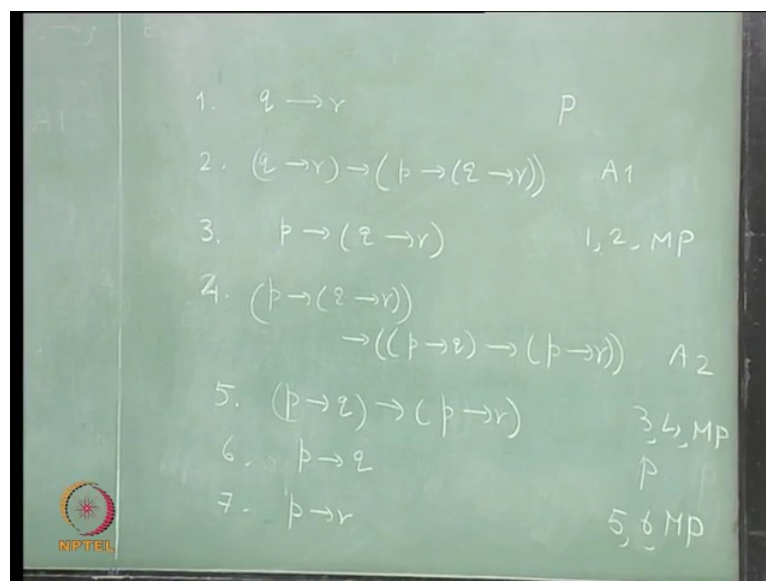 A1
1. q → r P
2. (q → r) → (p → (q → r)) A1
3. p → (q → r) 1, 2, MP
4. (p → (q → r))
→ ((p → q) → (p → r)) A2
5. (p → q) → (p → r) 3, 4, MP
6. p → q P
7. p → r 5, 6 MP
NPTEL